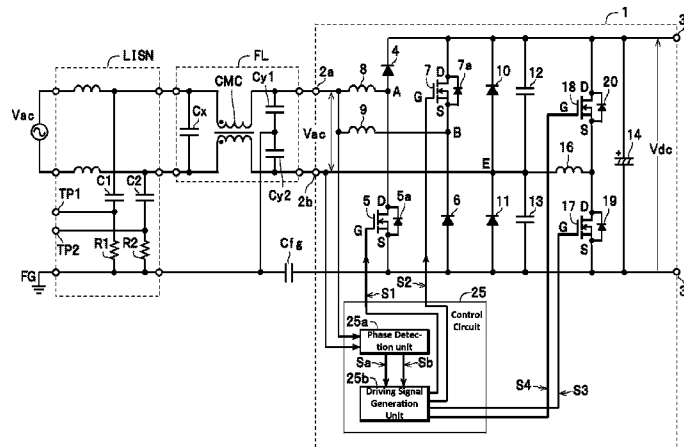 LISN
FL
1
Vac
TP1
TP2
C1
C2
R1
R2
FG
Cx
CMC
Cy1
Cy2
Cfg
2a
2b
Vac
8
9
4
A
B
5
5a
G
D
S
7
7a
G
D
S
6
10
11
E
12
13
16
18
20
G
D
S
17
19
G
D
S
14
+
Vdc
3
3
S1
S2
25
Control
Circuit
25a
Phase Detec-
tion unit
Sa
Sb
25b
Driving Signal
Generation
Unit
S4
S3